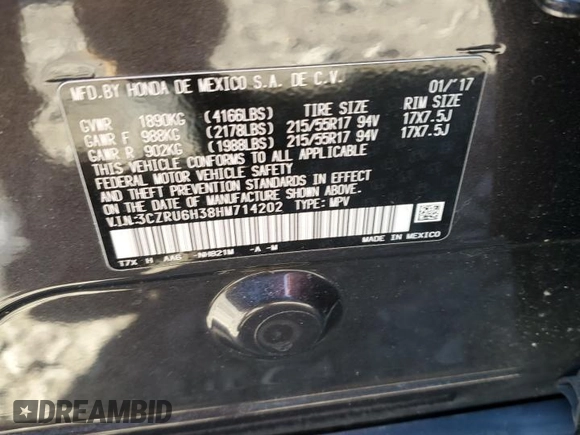 MFD.BY HONDA DE MEXICO S.A. DE C.V. 01/'17
GVWR 1890KG (4166LBS) TIRE SIZE RIM SIZE
GAWR F 988KG (2178LBS) 215/55R17 94V 17X7.5J
GAWR R 902KG (1988LBS) 215/55R17 94V 17X7.5J
THIS VEHICLE CONFORMS TO ALL APPLICABLE
FEDERAL MOTOR VEHICLE SAFETY
AND THEFT PREVENTION STANDARDS IN EFFECT
ON THE DATE OF MANUFACTURE SHOWN ABOVE.
V.I.N.:3CZRU6H38HM714202 TYPE: MPV
T7X H AA6 -NH821M -A -M MADE IN MEXICO
DREAMBID